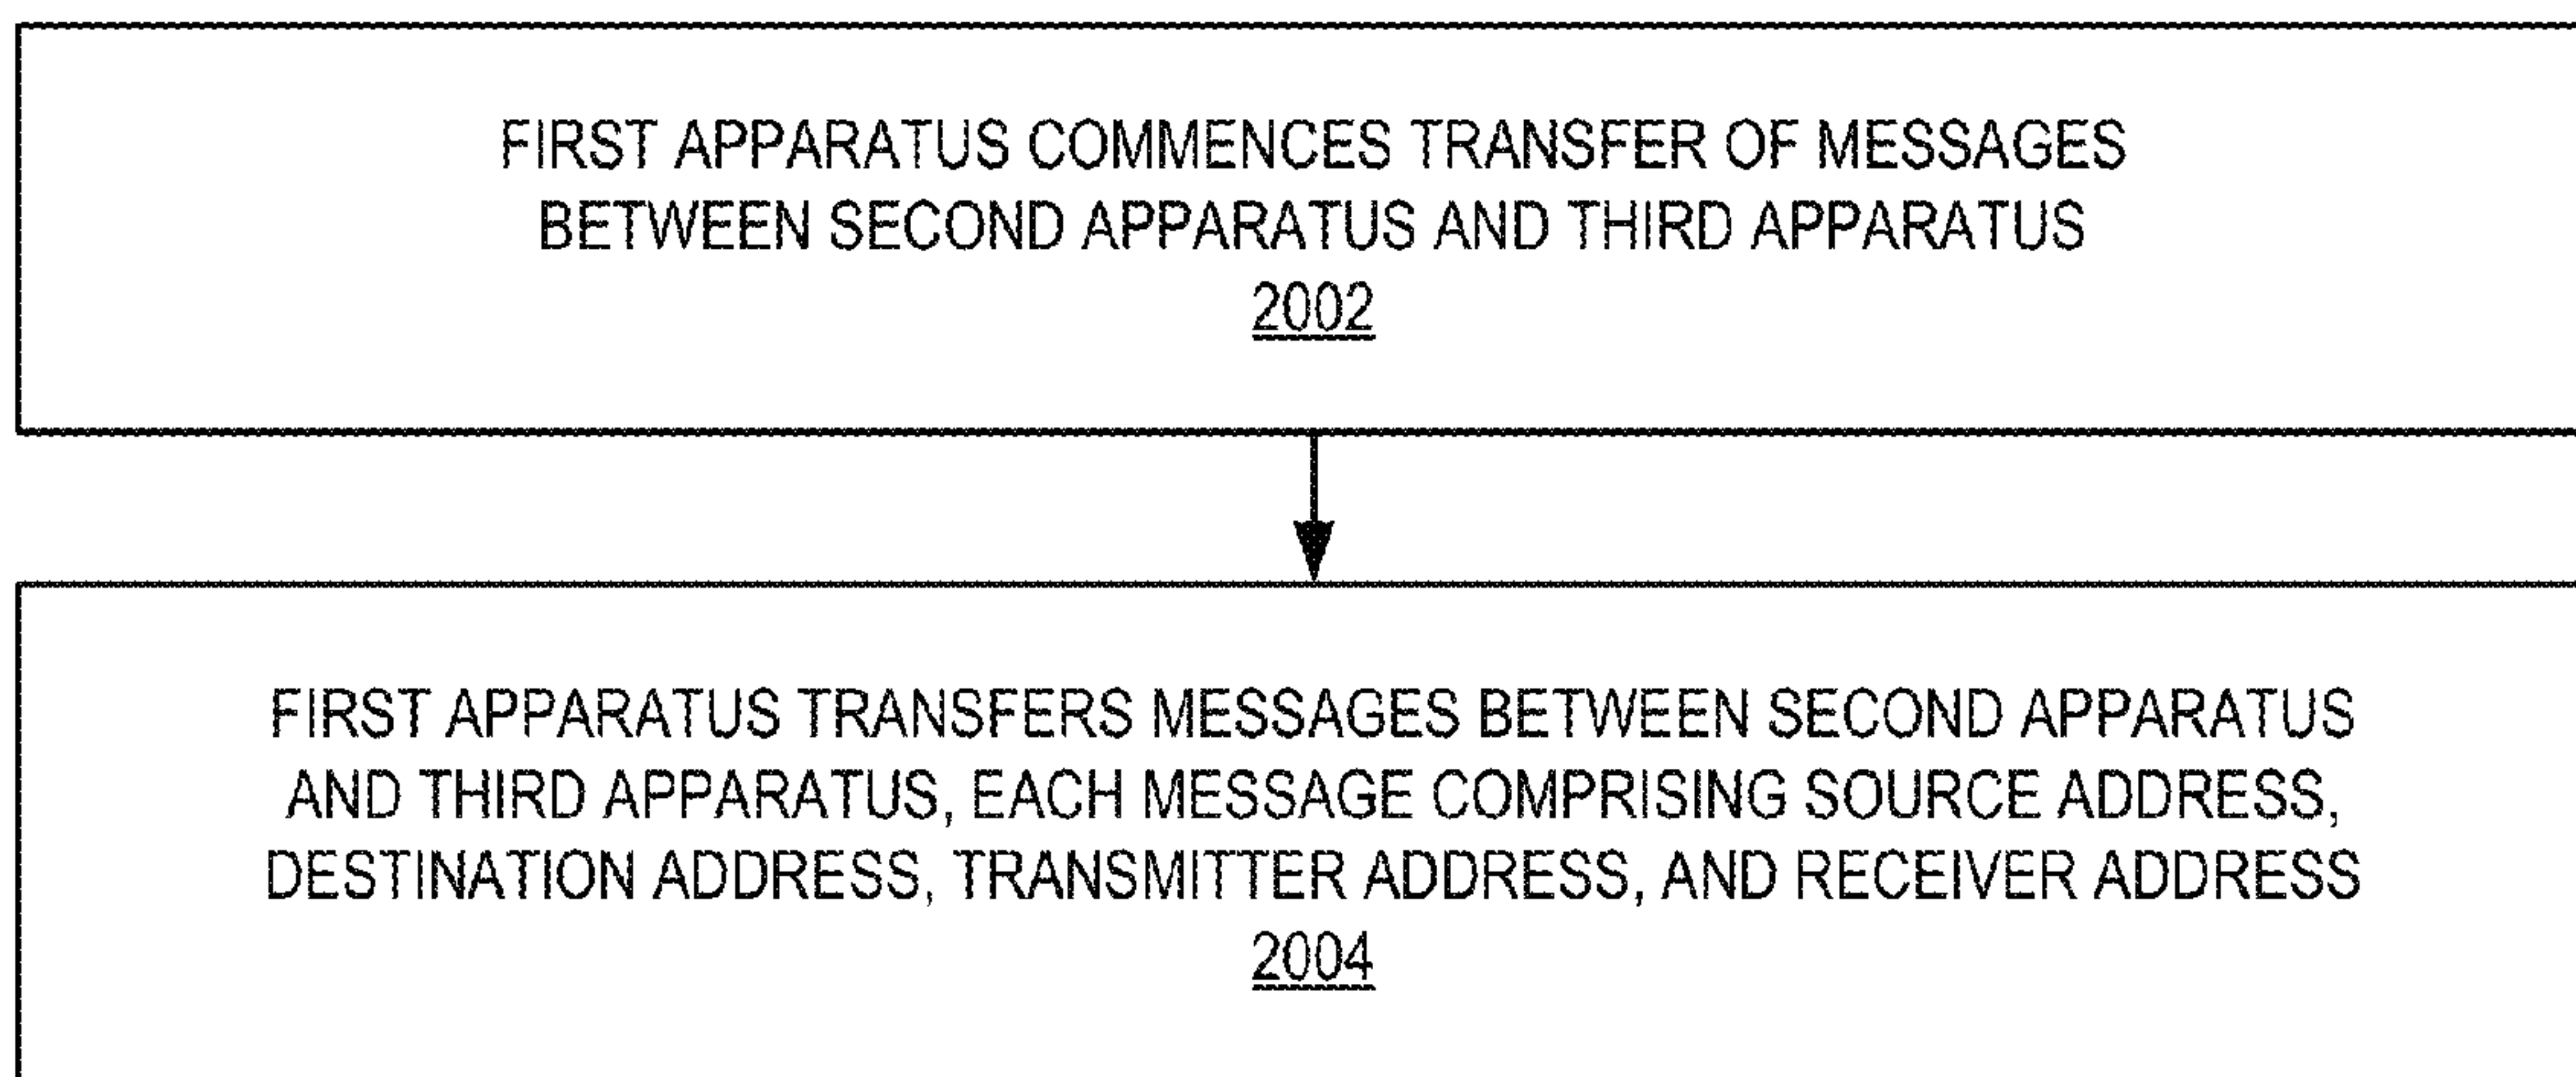 FIRST APPARATUS COMMENCES TRANSFER OF MESSAGES
BETWEEN SECOND APPARATUS AND THIRD APPARATUS
2002
FIRST APPARATUS TRANSFERS MESSAGES BETWEEN SECOND APPARATUS
AND THIRD APPARATUS, EACH MESSAGE COMPRISING SOURCE ADDRESS,
DESTINATION ADDRESS, TRANSMITTER ADDRESS, AND RECEIVER ADDRESS
2004